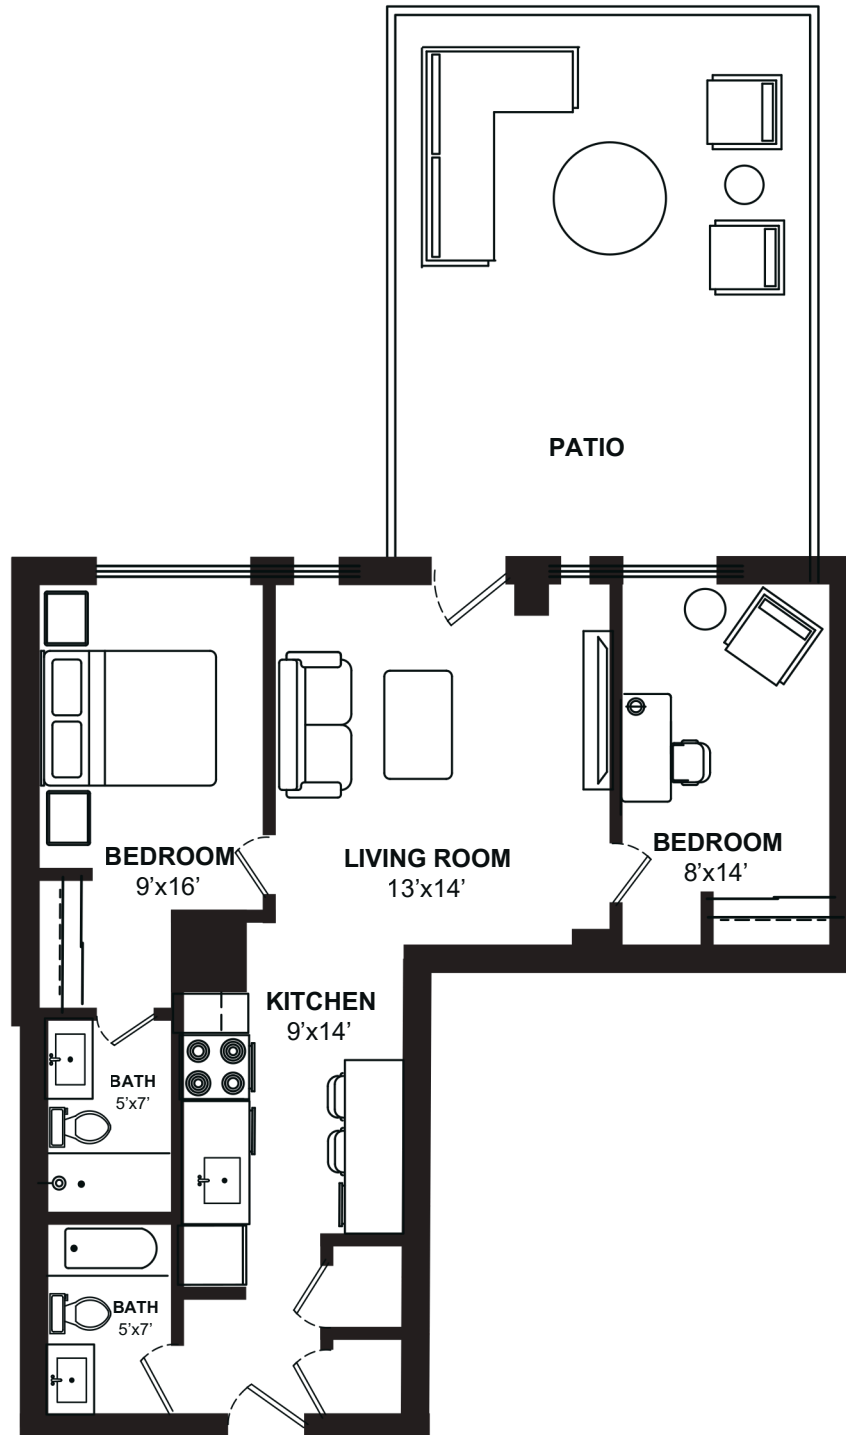 PATIO
BEDROOM
9’x16’
LIVING ROOM
13’x14’
BEDROOM
8’x14’
KITCHEN
9’x14’
BATH
5’x7’
BATH
5’x7’